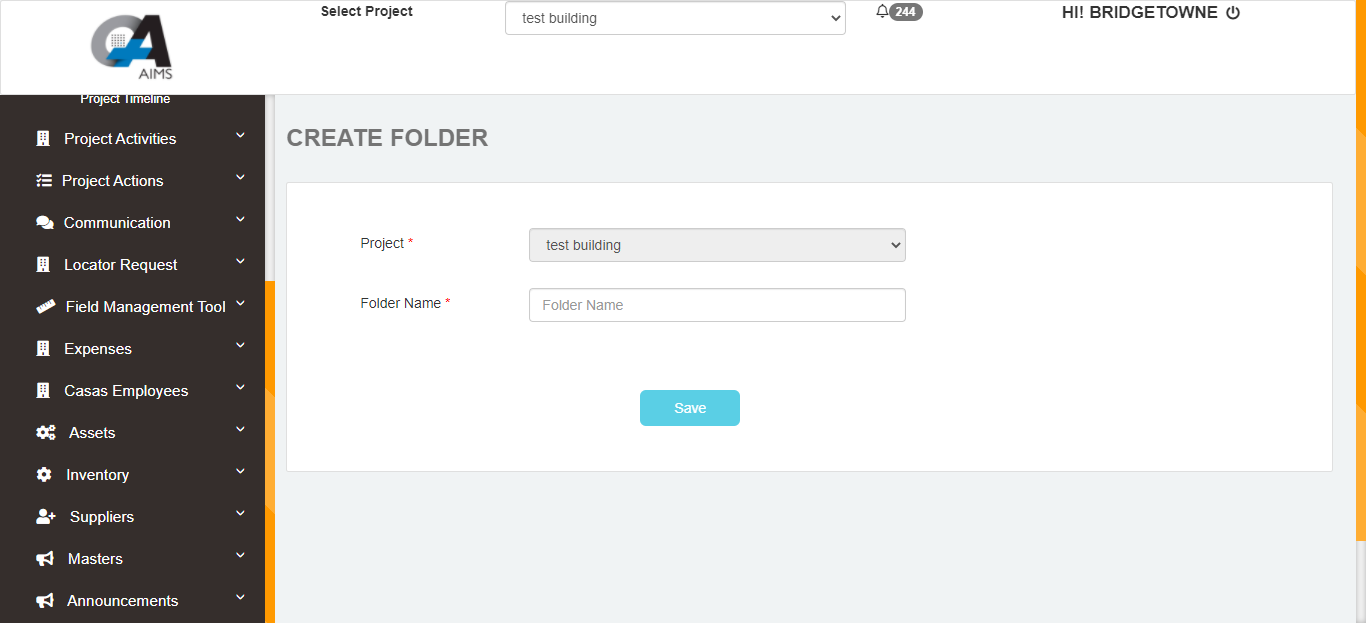 Select Project
test building
244
HI! BRIDGETOWNE
AIMS
Project Timeline
Project Activities
Project Actions
Communication
Locator Request
Field Management Tool
Expenses
Casas Employees
Assets
Inventory
Suppliers
Masters
Announcements
CREATE FOLDER
Project *
test building
Folder Name *
Folder Name
Save